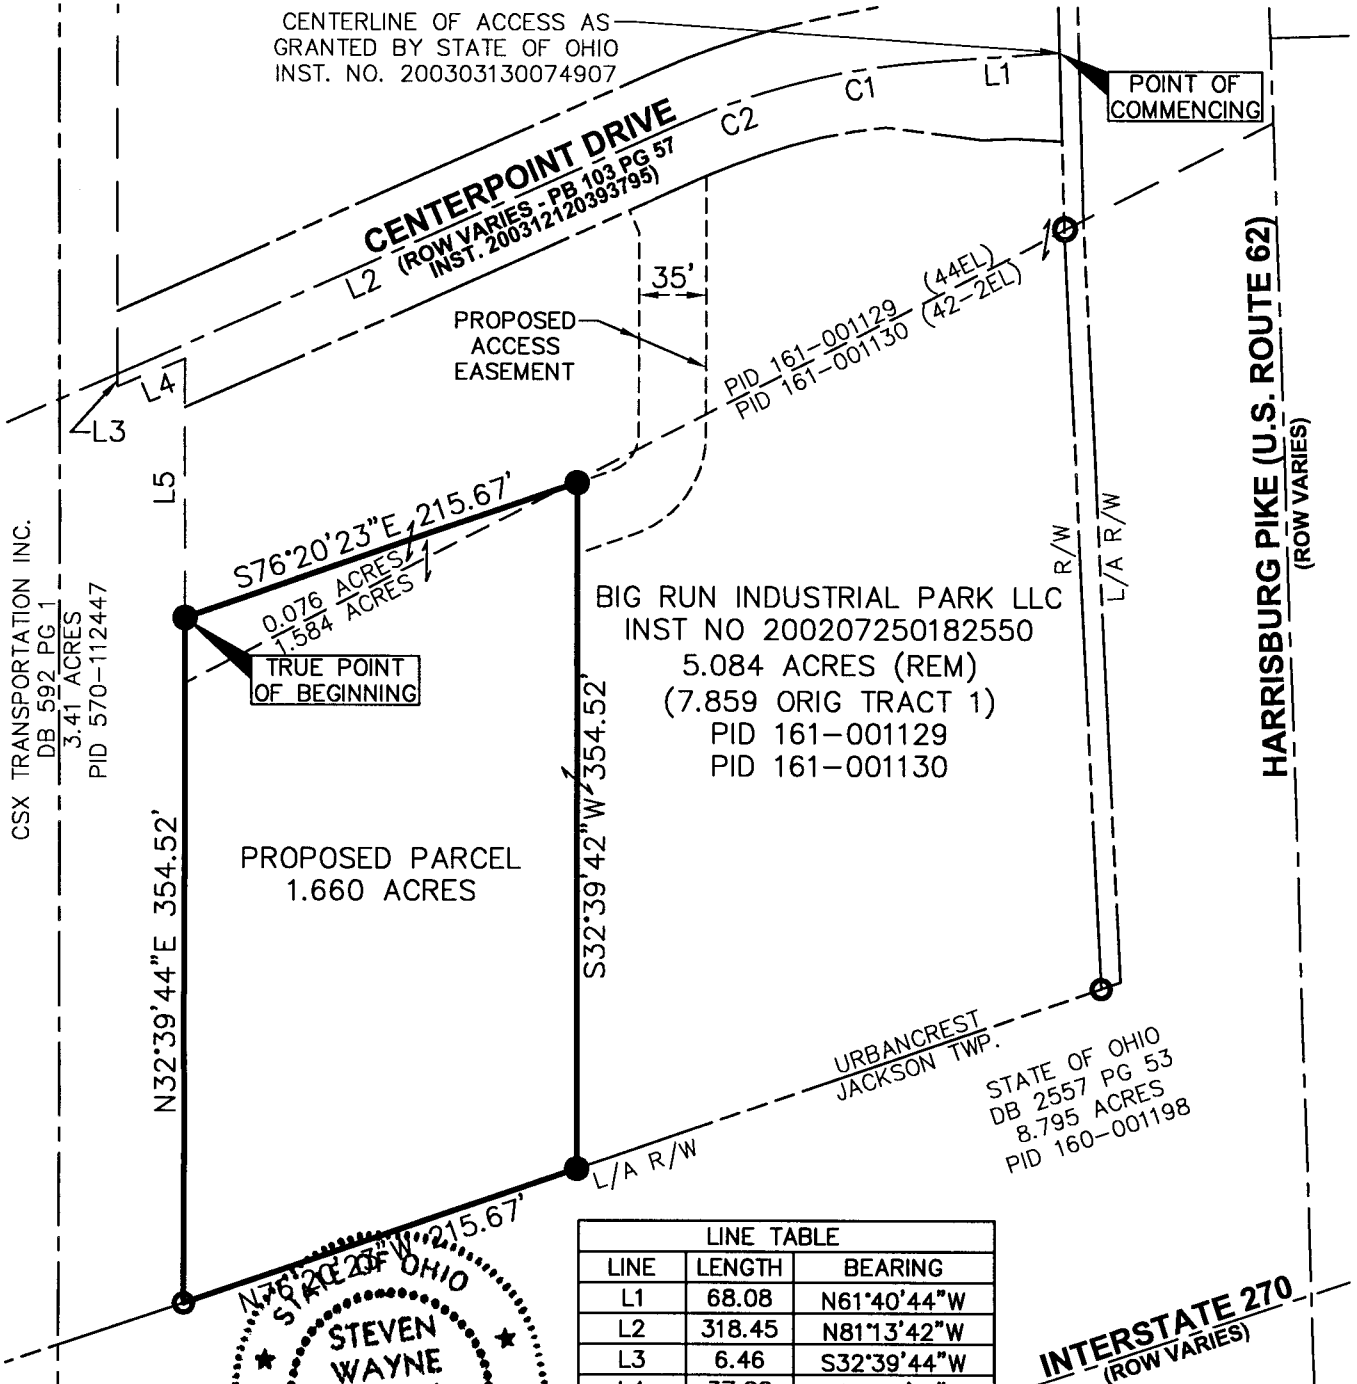 CENTERLINE OF ACCESS AS
GRANTED BY STATE OF OHIO
INST. NO. 200303130074907
L1
C1
C2
POINT OF
COMMENCING
CENTERPOINT DRIVE
(ROW VARIES - PB 103 PG 57
INST. 200312120393795)
L2
35'
PROPOSED
ACCESS
EASEMENT
PID 161-001129 (44EL)
PID 161-001130 (42-2EL)
L4
L3
L5
HARRISBURG PIKE (U.S. ROUTE 62)
(ROW VARIES)
S76°20'23"E 215.67'
0.076 ACRES
1.584 ACRES
TRUE POINT
OF BEGINNING
CSX TRANSPORTATION INC.
DB 592 PG 1
3.41 ACRES
PID 570-112447
R/W
L/A R/W
BIG RUN INDUSTRIAL PARK LLC
INST NO 200207250182550
5.084 ACRES (REM)
(7.859 ORIG TRACT 1)
PID 161-001129
PID 161-001130
S32°39'42"W 354.52'
N32°39'44"E 354.52'
PROPOSED PARCEL
1.660 ACRES
URBANCREST
JACKSON TWP.
STATE OF OHIO
DB 2557 PG 53
8.795 ACRES
PID 160-001198
L/A R/W
N76°20'23"W 215.67'
STATE OF OHIO
STEVEN
WAYNE
LINE TABLE
LINE LENGTH BEARING
L1 68.08 N61°40'44"W
L2 318.45 N81°13'42"W
L3 6.46 S32°39'44"W
INTERSTATE 270
(ROW VARIES)